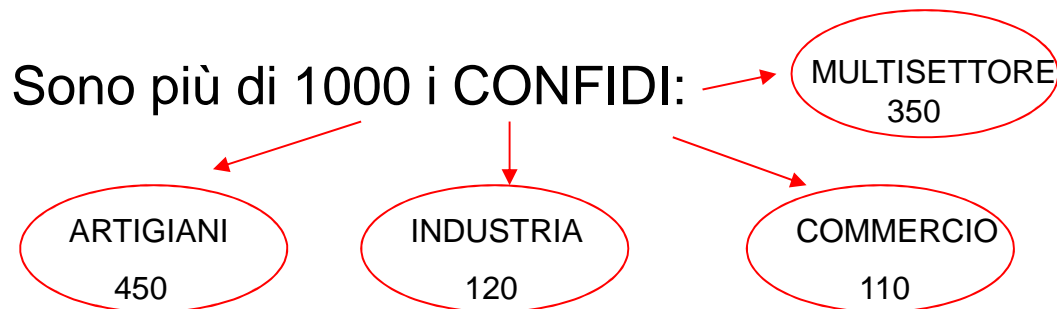 Sono più di 1000 i CONFIDI:
MULTISETTORE
350
ARTIGIANI
450
INDUSTRIA
120
COMMERCIO
110